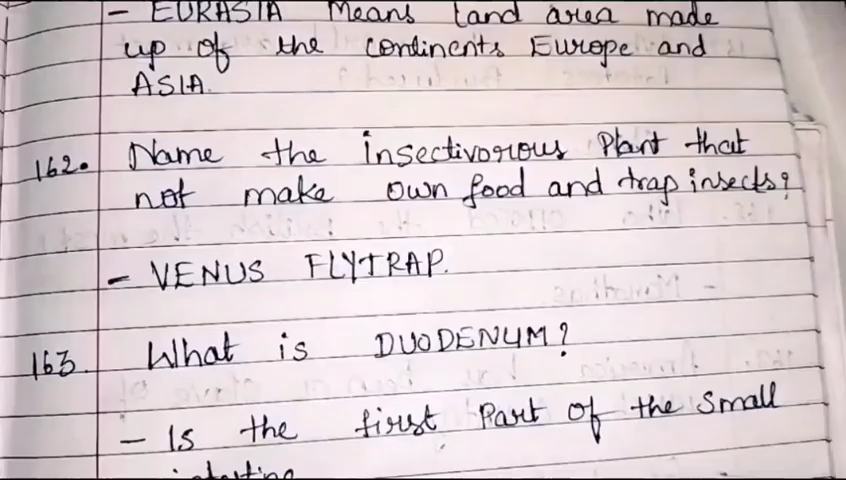 - EURASIA Means land area made
up of the continents Europe and
ASIA.
162. Name the insectivorous Plant that
not make own food and trap insects?
- VENUS FLYTRAP.
163. What is DUODENUM?
- Is the first Part of the Small
intestine